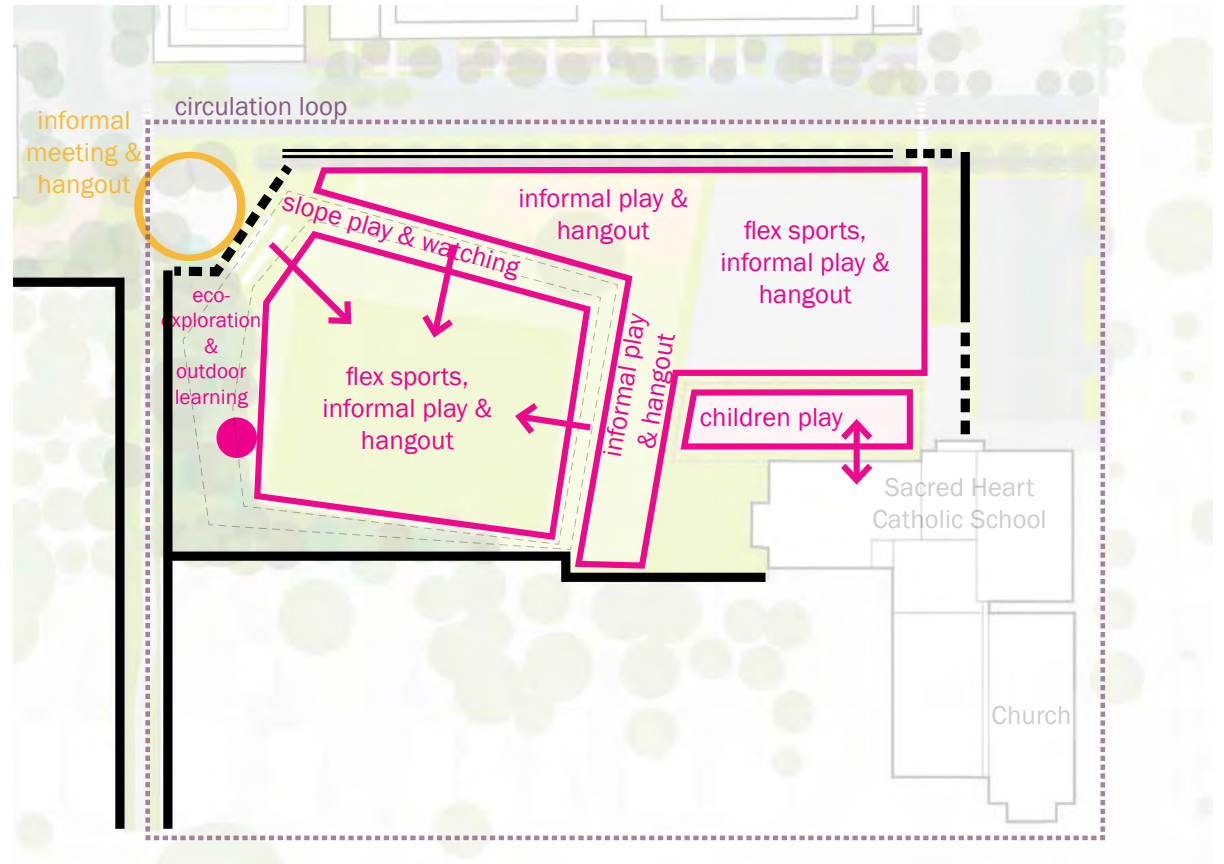 circulation loop
informal
meeting &
hangout
slope play & watching
informal play &
hangout
flex sports,
informal play &
hangout
eco-
exploration
&
outdoor
learning
flex sports,
informal play &
hangout
informal play
& hangout
children play
Sacred Heart
Catholic School
Church